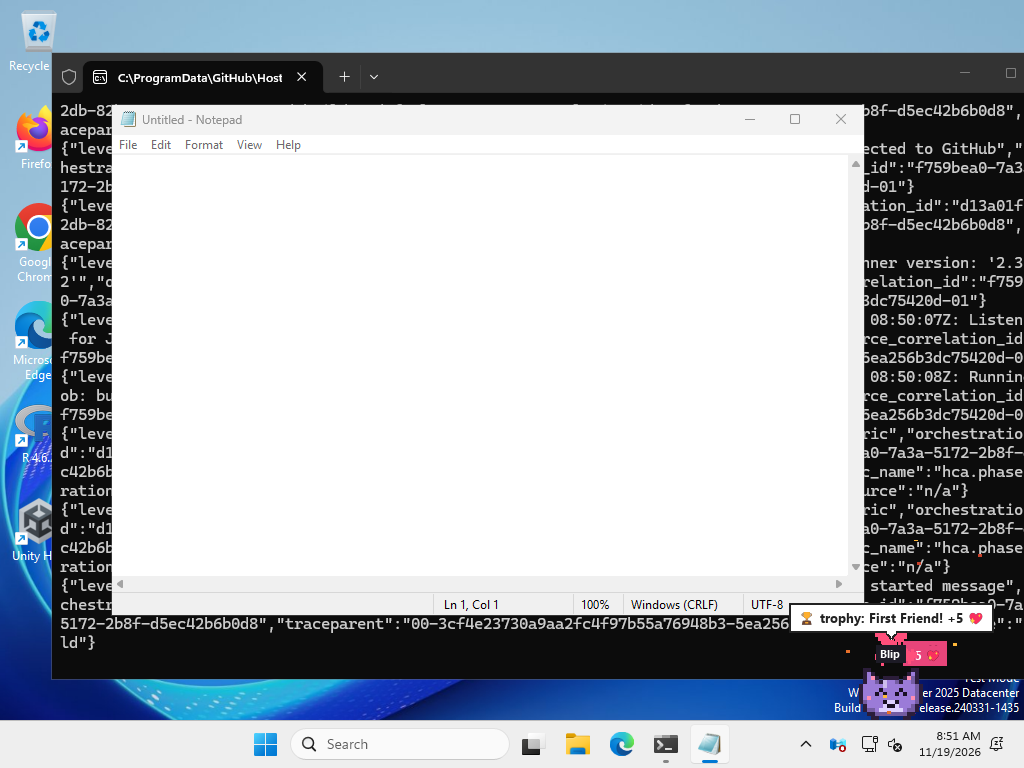 Recycle
Firefo
Googl
Chrom
Micros
Edge
R 4.6.
Unity H
C:\ProgramData\GitHub\Host
2db-82
b8f-d5ec42b6b0d8",
acepar
{"leve
ected to GitHub","
hestra
_id":"f759bea0-7a3
172-2b
d-01"}
{"leve
ation_id":"d13a01f
2db-82
b8f-d5ec42b6b0d8",
acepar
{"leve
nner version: '2.3
2'","o
relation_id":"f759
0-7a3a
3dc75420d-01"}
{"leve
08:50:07Z: Listen
for J
rce_correlation_id
f759be
5ea256b3dc75420d-0
{"leve
08:50:08Z: Runnin
ob: bu
rce_correlation_id
f759be
5ea256b3dc75420d-0
{"leve
ric","orchestratio
d":"d1
a0-7a3a-5172-2b8f-
c42b6b
c_name":"hca.phase
ration
urce":"n/a"}
{"leve
ric","orchestratio
d":"d1
a0-7a3a-5172-2b8f-
c42b6b
c_name":"hca.phase
ration
ce":"n/a"}
{"leve
started message",
chestr
5172-2b8f-d5ec42b6b0d8","traceparent":"00-3cf4e23730a9aa2fc4f97b55a76948b3-5ea256
ld"}
Untitled - Notepad
File Edit Format View Help
Ln 1, Col 1 100% Windows (CRLF) UTF-8
🏆 trophy: First Friend! +5 💖
Blip 5 💖
Test Mode
W er 2025 Datacenter
Build elease.240331-1435
Search
8:51 AM
11/19/2026